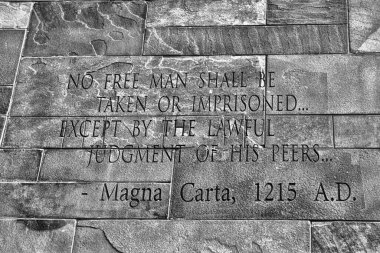 NO FREE MAN SHALL BE
TAKEN OR IMPRISONED...
EXCEPT BY THE LAWFUL
JUDGMENT OF HIS PEERS...
- Magna Carta, 1215 A.D.